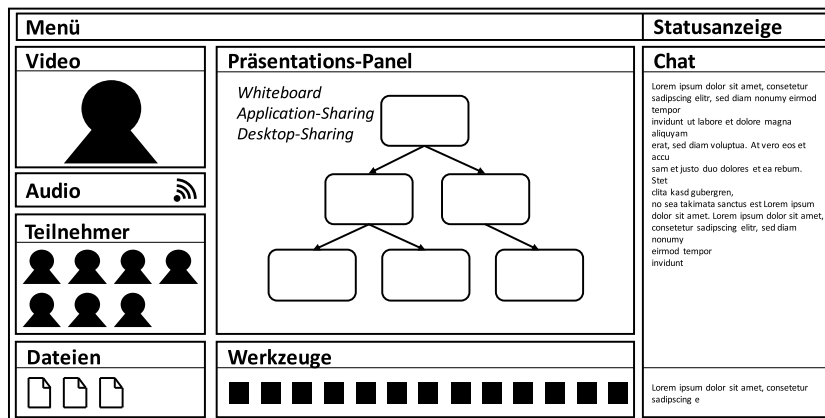 Menü
Statusanzeige
Video
Audio
Teilnehmer
Dateien
Präsentations-Panel
Whiteboard
Application-Sharing
Desktop-Sharing
Werkzeuge
Chat
Lorem ipsum dolor sit amet, consetetur
sadipscing elitr, sed diam nonumy eirmod
tempor
invidunt ut labore et dolore magna
aliquyam
erat, sed diam voluptua. At vero eos et
accu
sam et justo duo dolores et ea rebum.
Stet
clita kasd gubergren,
no sea takimata sanctus est Lorem ipsum
dolor sit amet. Lorem ipsum dolor sit amet,
consetetur sadipscing elitr, sed diam
nonumy
eirmod tempor
invidunt
Lorem ipsum dolor sit amet, consetetur
sadipscing e